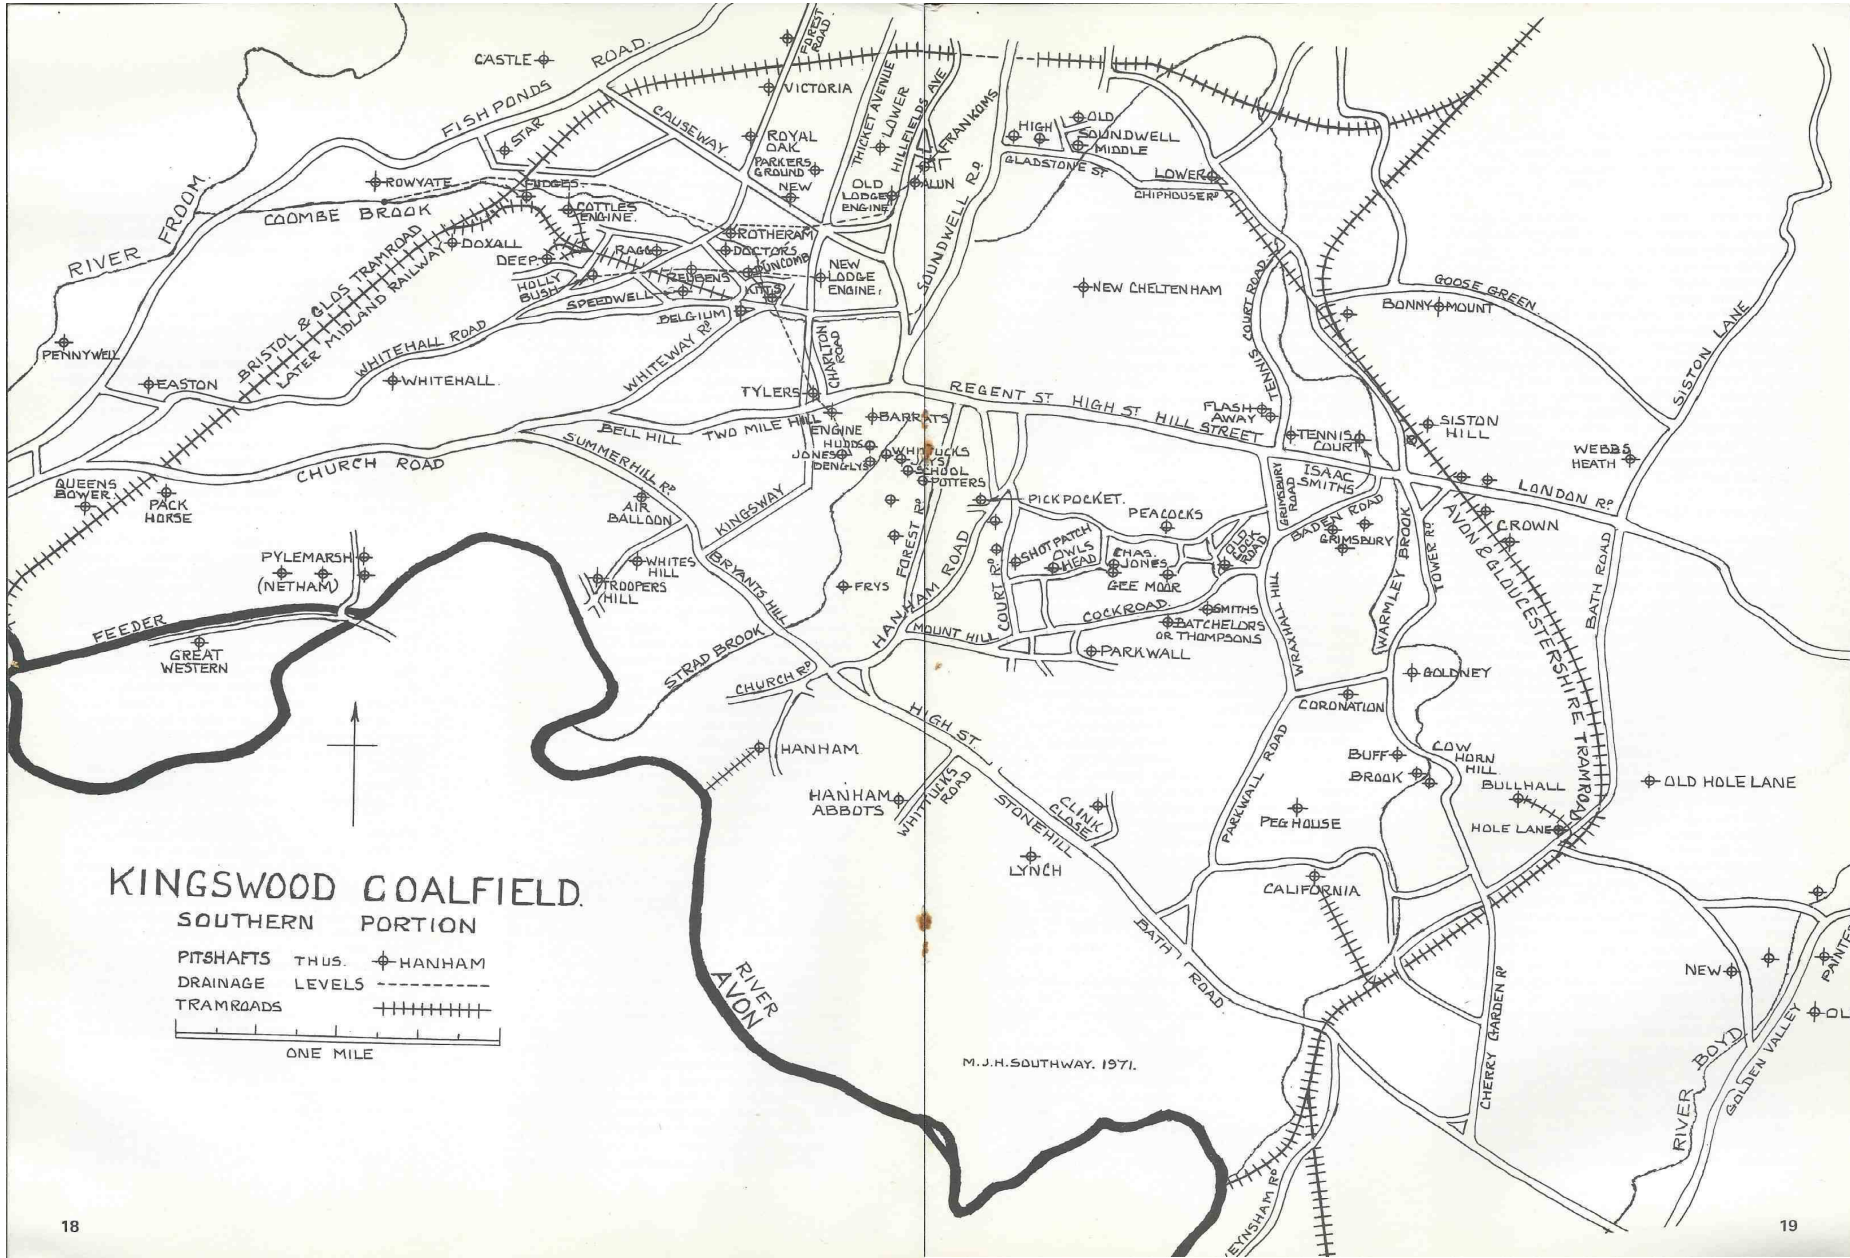 CASTLE
FISHPONDS ROAD.
FOREST ROAD
VICTORIA
STAR
CAUSEWAY.
ROYAL OAK
PARKERS GROUND
NEW
THICKET AVENUE
LOWER
HILLFIELDS AVE
FRANKOMS
OLD LODGE ENGINE
SOUNDWELL RD.
HIGH
OLD
SOUNDWELL
MIDDLE
GLADSTONE ST
LOWER
CHIPHOUSE RD
ROWYATE
FUDGES
COOMBE BROOK
COTTLES ENGINE.
RIVER FROOM.
DOXALL
DEEP
HOLLY BUSH
RAGG
ROTHERAM
DOCTORS
DUNCOMB
REUBENS
KITTS
NEW LODGE ENGINE.
SPEEDWELL
BELGIUM
BRISTOL & GLOS TRAMROAD
LATER MIDLAND RAILWAY
WHITEHALL ROAD
WHITEWAY RD
CHARLTON ROAD
NEW CHELTENHAM
TENNIS COURT ROAD
GOOSE GREEN.
BONNY MOUNT
SISTON LANE
PENNYWELL
EASTON
WHITEHALL.
TYLERS
REGENT ST
HIGH ST
HILL STREET
FLASH AWAY
TENNIS COURT
SISTON HILL
WEBBS HEATH
BELL HILL
TWO MILE HILL
ENGINE
BARRATS
HUDDS
JONES
WHITTUCKS
SCHOOL
POTTERS
CHURCH ROAD
SUMMERHILL RD.
QUEENS BOWER.
PACK HORSE
AIR BALLOON
KINGSWAY
PICKPOCKET.
PEACOCKS
GRIMSBURY ROAD
ISAAC SMITHS
BADEN ROAD
LONDON RD.
CROWN
GRIMSBURY
PYLEMARSH
(NETHAM)
WHITES HILL
TROOPERS HILL
BRYANTS HILL
FRYS
FOREST RD
HANHAM ROAD
COURT RD
SHOTPATCH
OWLS HEAD
CHAS. JONES
GEE MOOR
OLD COCK ROAD
COCKROAD.
SMITHS
BATCHELORS
OR THOMPSONS
WRAXHALL HILL
WARMLEY BROOK
TOWER RD
AVON & GLOUCESTERSHIRE TRAMROAD
BATH ROAD
FEEDER
GREAT WESTERN
STRAD BROOK
CHURCH RD
MOUNT HILL
PARKWALL
GOLDNEY
CORONATION
HANHAM
HIGH ST.
HANHAM ABBOTS
WHITTUCKS ROAD
STONEHILL
CLINK CLOSE
LYNCH
PARKWALL ROAD
PEGHOUSE
BUFF
BROOK
COW HORN HILL
BULLHALL
HOLE LANE
OLD HOLE LANE
CALIFORNIA
KINGSWOOD COALFIELD.
SOUTHERN PORTION
PITSHAFTS THUS. HANHAM
DRAINAGE LEVELS
TRAMROADS
ONE MILE
RIVER AVON
BATH ROAD
CHERRY GARDEN RD
NEW
RIVER BOYD
GOLDEN VALLEY
M.J.H. SOUTHWAY. 1971.
18
19